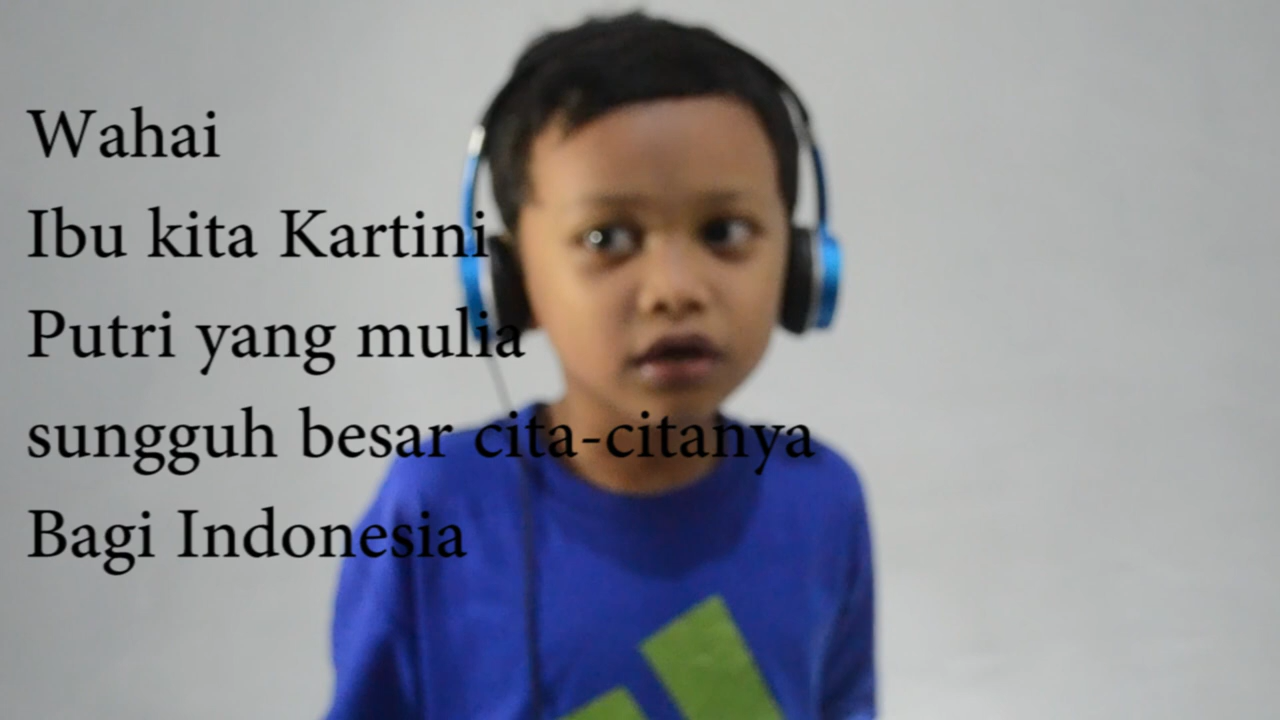 Wahai
Ibu kita Kartini
Putri yang mulia
sungguh besar cita-citanya
Bagi Indonesia